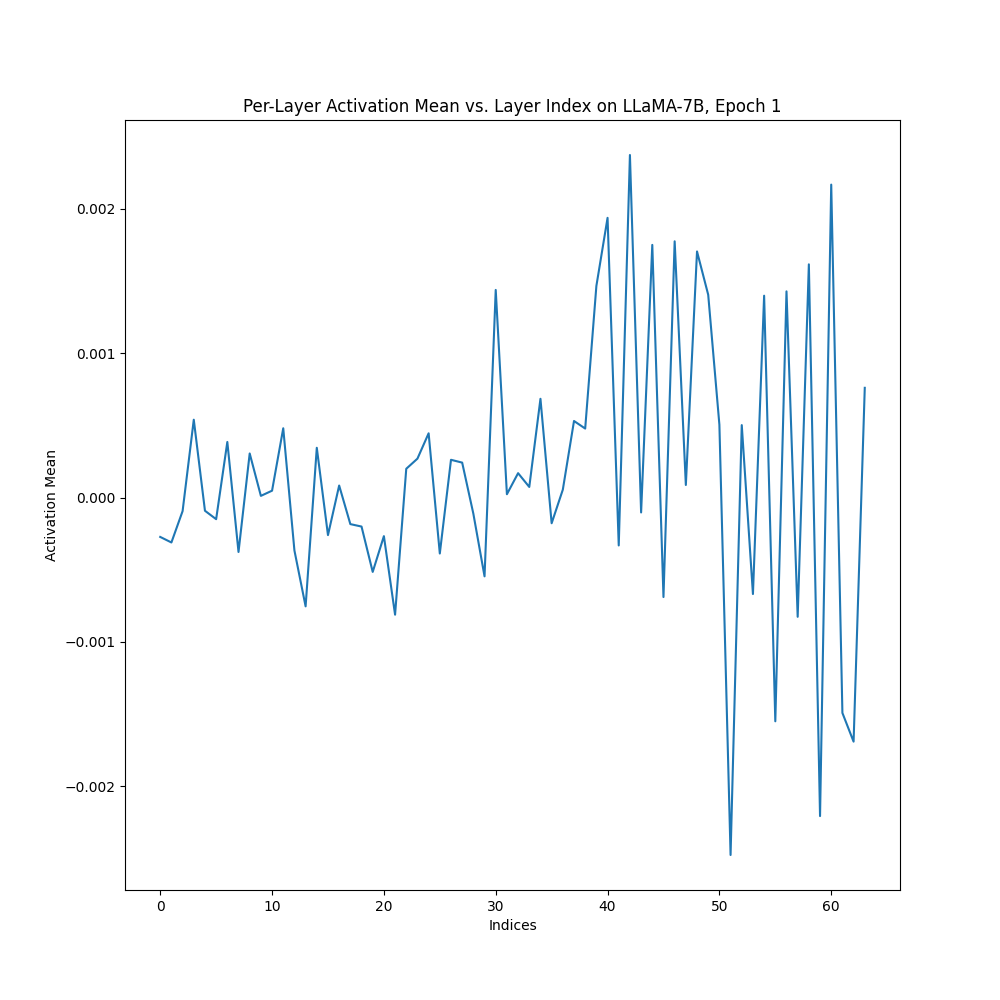 Per-Layer Activation Mean vs. Layer Index on LLaMA-7B, Epoch 1
Activation Mean
0.002
0.001
0.000
−0.001
−0.002
0 10 20 30 40 50 60
Indices